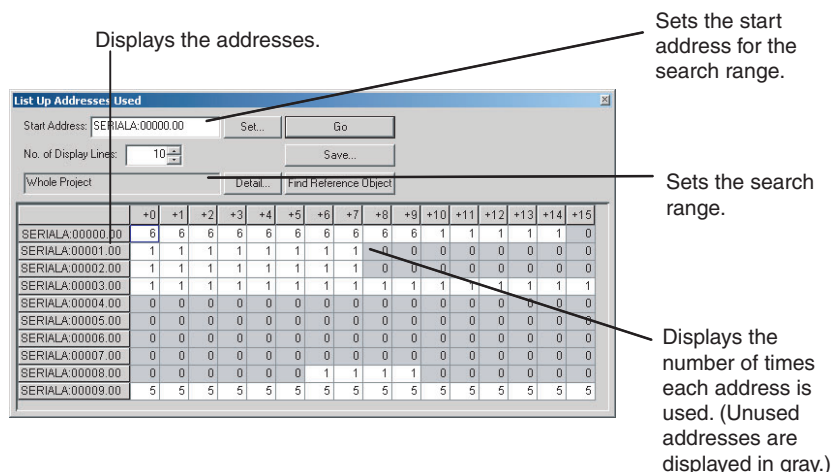 Displays the addresses.
Sets the start
address for the
search range.
List Up Addresses Used
Start Address: SERIALA:00000.00 Set... Go
No. of Display Lines: 10 Save...
Whole Project Detail... Find Reference Object
Sets the search
range.
+0 +1 +2 +3 +4 +5 +6 +7 +8 +9 +10 +11 +12 +13 +14 +15
SERIALA:00000.00 6 6 6 6 6 6 6 6 6 6 1 1 1 1 1 0
SERIALA:00001.00 1 1 1 1 1 1 1 1 0 0 0 0 0 0 0 0
SERIALA:00002.00 1 1 1 1 1 1 1 1 0 0 0 0 0 0 0 0
SERIALA:00003.00 1 1 1 1 1 1 1 1 1 1 1 1 1 1 1 1
SERIALA:00004.00 0 0 0 0 0 0 0 0 0 0 0 0 0 0 0 0
SERIALA:00005.00 0 0 0 0 0 0 0 0 0 0 0 0 0 0 0 0
SERIALA:00006.00 0 0 0 0 0 0 0 0 0 0 0 0 0 0 0 0
SERIALA:00007.00 0 0 0 0 0 0 0 0 0 0 0 0 0 0 0 0
SERIALA:00008.00 0 0 0 0 0 0 1 1 1 1 0 0 0 0 0 0
SERIALA:00009.00 5 5 5 5 5 5 5 5 5 5 5 5 5 5 5 5
Displays the
number of times
each address is
used. (Unused
addresses are
displayed in gray.)